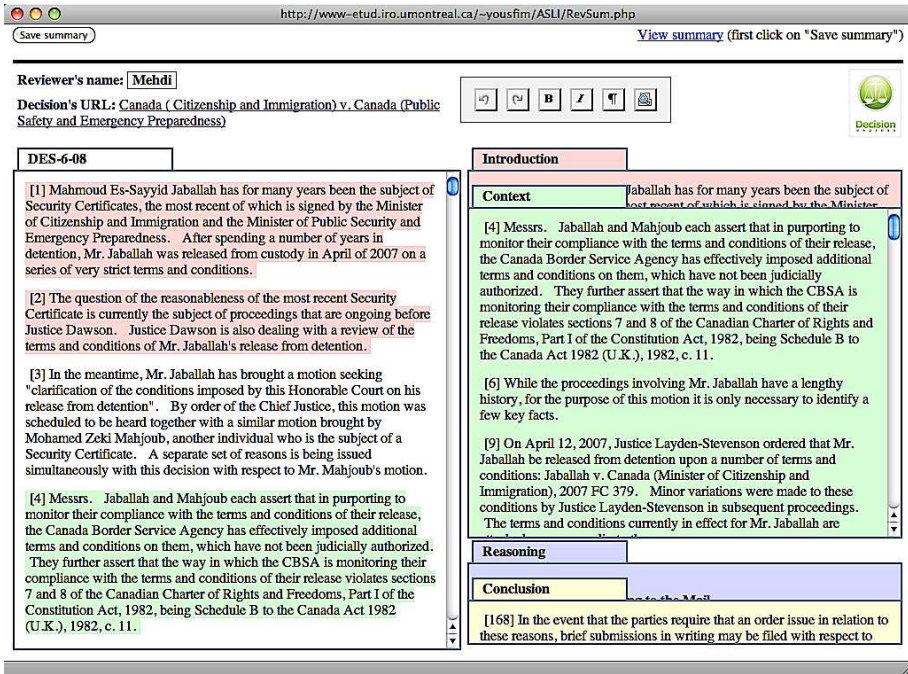 http://www-etud.iro.umontreal.ca/~yousfim/ASLI/RevSum.php
Save summary
View summary (first click on "Save summary")
Reviewer's name: Mehdi
Decision's URL: Canada ( Citizenship and Immigration) v. Canada (Public
Safety and Emergency Preparedness)
B I ¶
Decision
express
DES-6-08
[1] Mahmoud Es-Sayyid Jaballah has for many years been the subject of
Security Certificates, the most recent of which is signed by the Minister
of Citizenship and Immigration and the Minister of Public Security and
Emergency Preparedness. After spending a number of years in
detention, Mr. Jaballah was released from custody in April of 2007 on a
series of very strict terms and conditions.
[2] The question of the reasonableness of the most recent Security
Certificate is currently the subject of proceedings that are ongoing before
Justice Dawson. Justice Dawson is also dealing with a review of the
terms and conditions of Mr. Jaballah's release from detention.
[3] In the meantime, Mr. Jaballah has brought a motion seeking
"clarification of the conditions imposed by this Honorable Court on his
release from detention". By order of the Chief Justice, this motion was
scheduled to be heard together with a similar motion brought by
Mohamed Zeki Mahjoub, another individual who is the subject of a
Security Certificate. A separate set of reasons is being issued
simultaneously with this decision with respect to Mr. Mahjoub's motion.
[4] Messrs. Jaballah and Mahjoub each assert that in purporting to
monitor their compliance with the terms and conditions of their release,
the Canada Border Service Agency has effectively imposed additional
terms and conditions on them, which have not been judicially authorized.
They further assert that the way in which the CBSA is monitoring their
compliance with the terms and conditions of their release violates sections
7 and 8 of the Canadian Charter of Rights and Freedoms, Part I of the
Constitution Act, 1982, being Schedule B to the Canada Act 1982
(U.K.), 1982, c. 11.
Introduction
Jaballah has for many years been the subject of
most recent of which is signed by the Minister
Context
[4] Messrs. Jaballah and Mahjoub each assert that in purporting to
monitor their compliance with the terms and conditions of their release,
the Canada Border Service Agency has effectively imposed additional
terms and conditions on them, which have not been judicially
authorized. They further assert that the way in which the CBSA is
monitoring their compliance with the terms and conditions of their
release violates sections 7 and 8 of the Canadian Charter of Rights and
Freedoms, Part I of the Constitution Act, 1982, being Schedule B to
the Canada Act 1982 (U.K.), 1982, c. 11.
[6] While the proceedings involving Mr. Jaballah have a lengthy
history, for the purpose of this motion it is only necessary to identify a
few key facts.
[9] On April 12, 2007, Justice Layden-Stevenson ordered that Mr.
Jaballah be released from detention upon a number of terms and
conditions: Jaballah v. Canada (Minister of Citizenship and
Immigration), 2007 FC 379. Minor variations were made to these
conditions by Justice Layden-Stevenson in subsequent proceedings.
The terms and conditions currently in effect for Mr. Jaballah are
Reasoning
to the Mail
Conclusion
[168] In the event that the parties require that an order issue in relation to
these reasons, brief submissions in writing may be filed with respect to